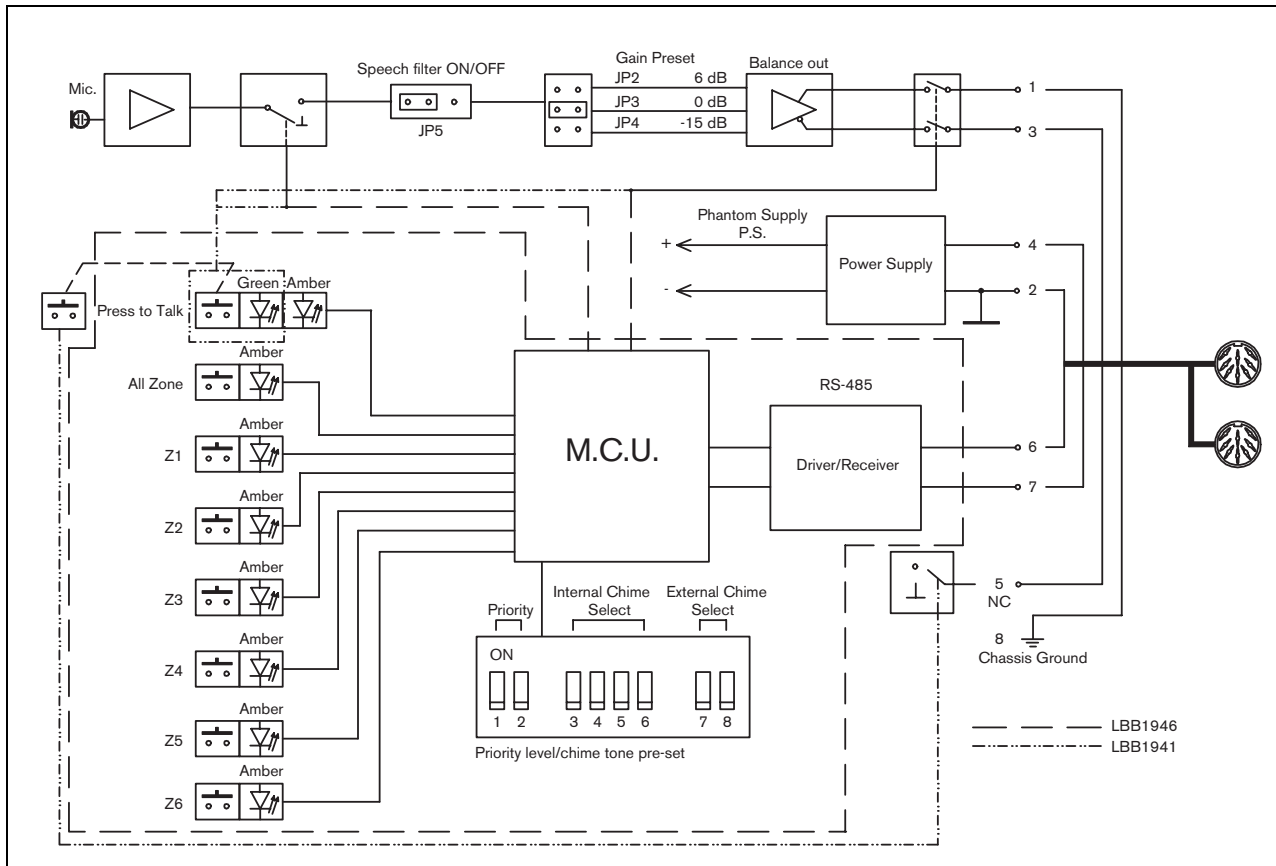 Mic.
Speech filter ON/OFF
JP5
Gain Preset
JP2 6 dB
JP3 0 dB
JP4 -15 dB
Balance out
1
3
Phantom Supply
P.S.
+
-
Power Supply
4
2
Press to Talk
Green
Amber
All Zone
Amber
Z1
Amber
Z2
Amber
Z3
Amber
Z4
Amber
Z5
Amber
Z6
Amber
M.C.U.
RS-485
Driver/Receiver
6
7
5
NC
8
Chassis Ground
Priority
Internal Chime
Select
External Chime
Select
ON
1 2 3 4 5 6 7 8
Priority level/chime tone pre-set
LBB1946
LBB1941